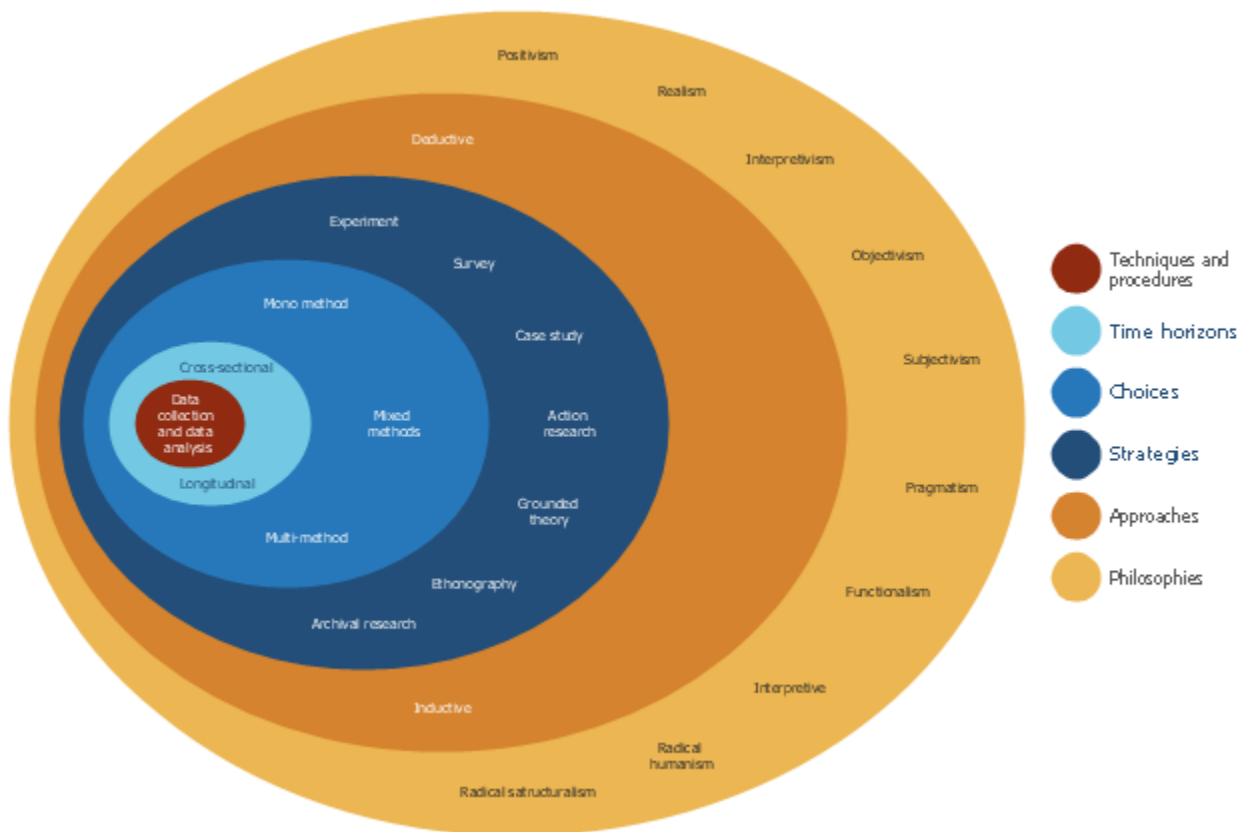 Positivism
Realism
Deductive
Interpretivism
Experiment
Survey
Objectivism
Mono method
Case study
Cross-sectional
Subjectivism
Data
collection
and data
analysis
Mixed
methods
Action
research
Longitudinal
Pragmatism
Grounded
theory
Multi-method
Ethonography
Functionalism
Archival research
Interpretive
Inductive
Radical
humanism
Radical satructuralism
Techniques and
procedures
Time horizons
Choices
Strategies
Approaches
Philosophies